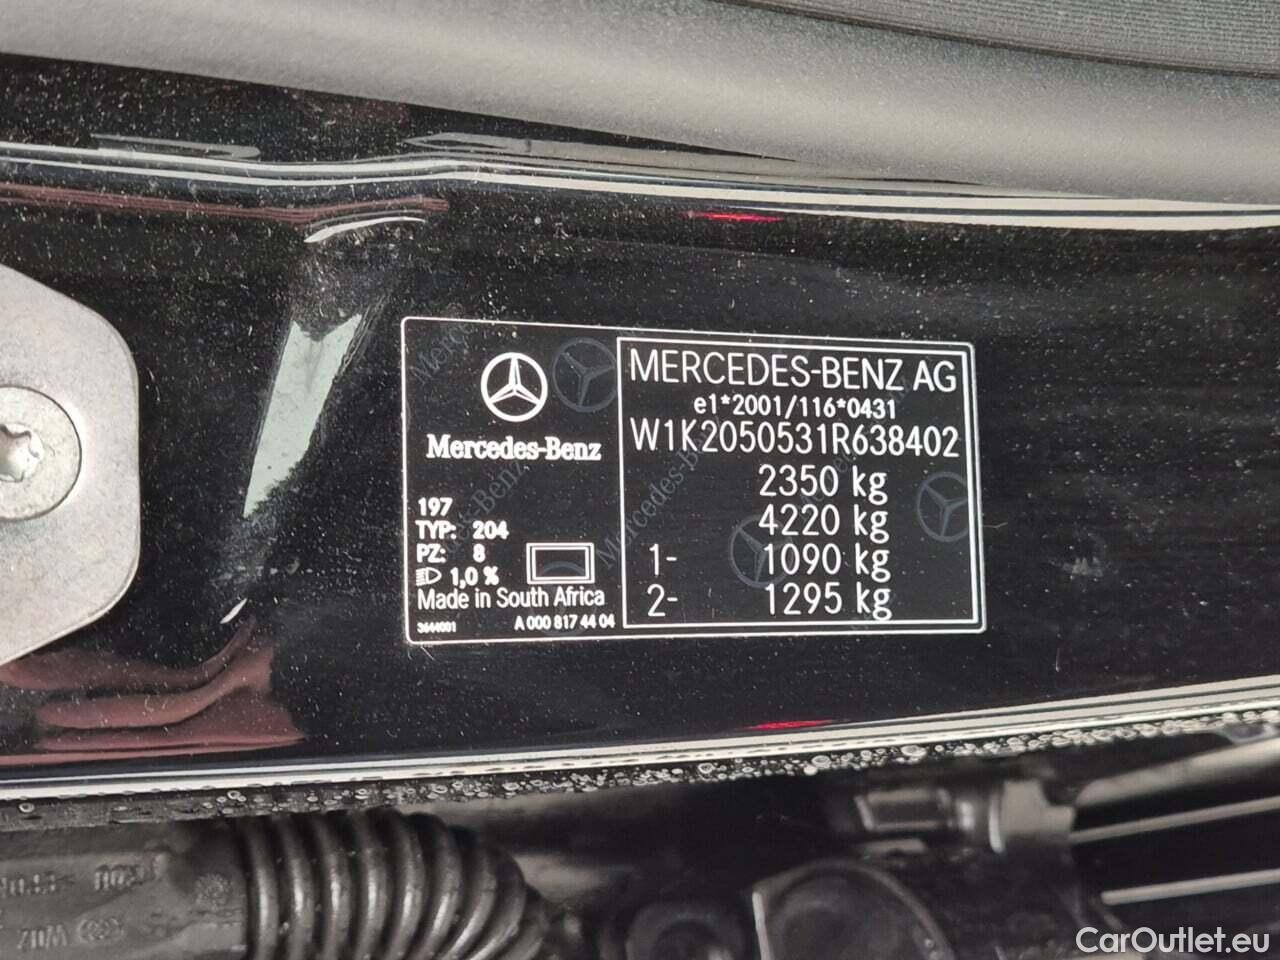 Mercedes-Benz
197
TYP: 204
PZ: 8
1,0 %
Made in South Africa
3644001 A 000 817 44 04
MERCEDES-BENZ AG
e1*2001/116*0431
W1K2050531R638402
2350 kg
4220 kg
1- 1090 kg
2- 1295 kg
CarOutlet.eu